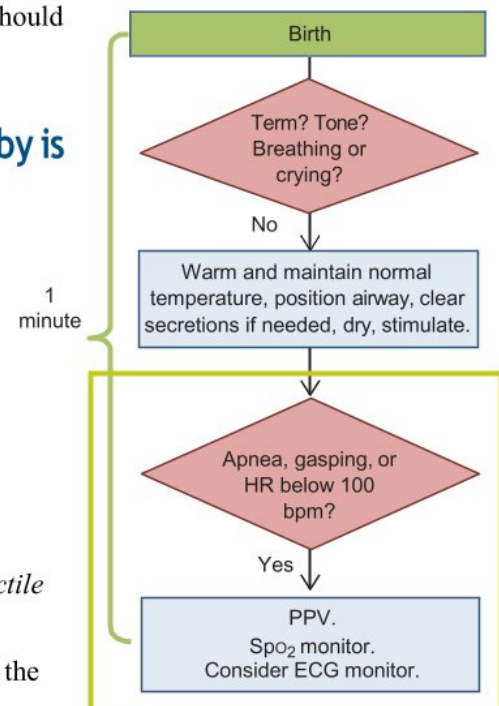 hould
Birth
by is
Term? Tone?
Breathing or
crying?
No
Warm and maintain normal
temperature, position airway, clear
secretions if needed, dry, stimulate.
1
minute
Apnea, gasping, or
HR below 100
bpm?
Yes
ctile
PPV.
SpO₂ monitor.
Consider ECG monitor.
the